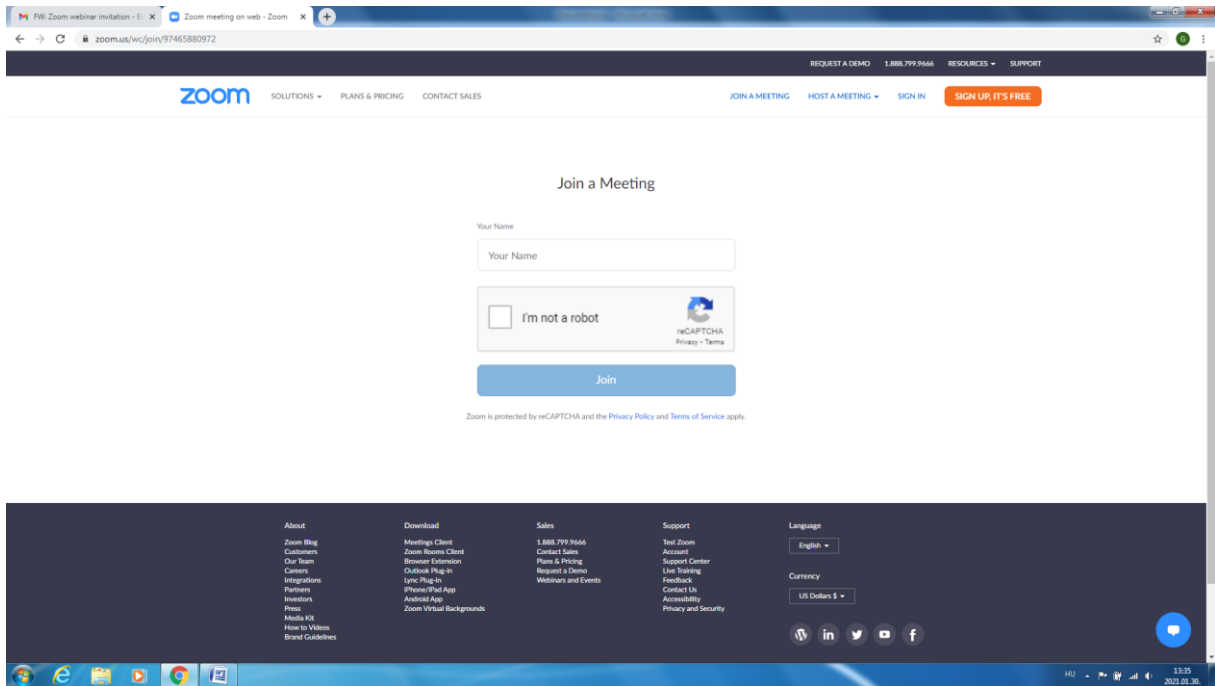 FW: Zoom webinar invitation - E
Zoom meeting on web - Zoom
zoom.us/wc/join/97465880972
G
REQUEST A DEMO 1.888.799.9666 RESOURCES SUPPORT
zoom SOLUTIONS PLANS & PRICING CONTACT SALES JOIN A MEETING HOST A MEETING SIGN IN SIGN UP, IT'S FREE
Join a Meeting
Your Name
Your Name
I'm not a robot
reCAPTCHA
Privacy - Terms
Join
Zoom is protected by reCAPTCHA and the Privacy Policy and Terms of Service apply.
About
Zoom Blog
Customers
Our Team
Careers
Integrations
Partners
Investors
Press
Media Kit
How to Videos
Brand Guidelines
Download
Meetings Client
Zoom Rooms Client
Browser Extension
Outlook Plug-in
Lync Plug-in
iPhone/iPad App
Android App
Zoom Virtual Backgrounds
Sales
1.888.799.9666
Contact Sales
Plans & Pricing
Request a Demo
Webinars and Events
Support
Test Zoom
Account
Support Center
Live Training
Feedback
Contact Us
Accessibility
Privacy and Security
Language
English
Currency
US Dollars $
HU
13:35
2021.01.30.